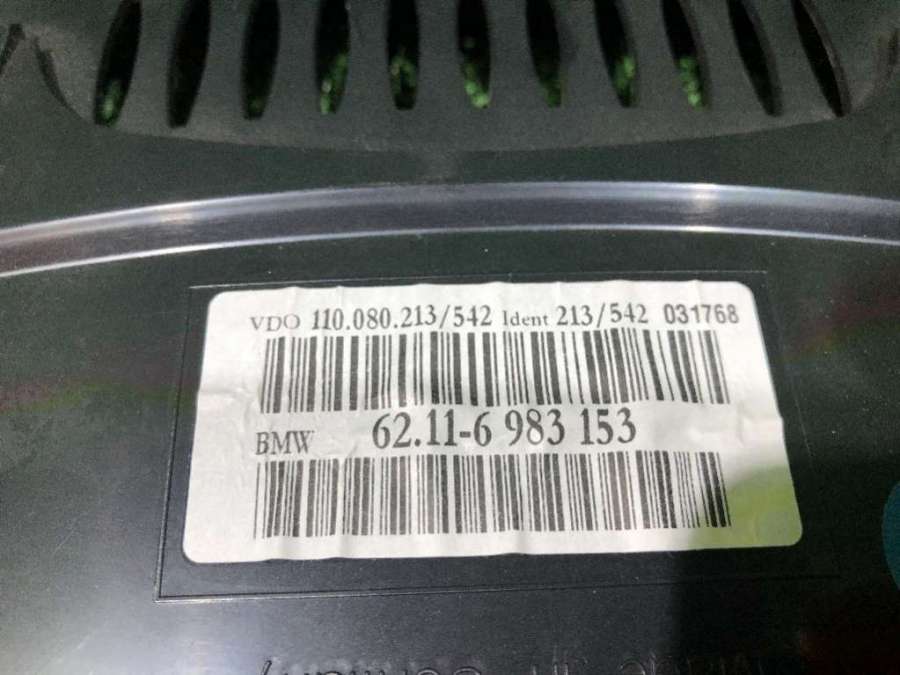 VDO 110.080.213/542 Ident 213/542 031768
BMW 62.11-6 983 153